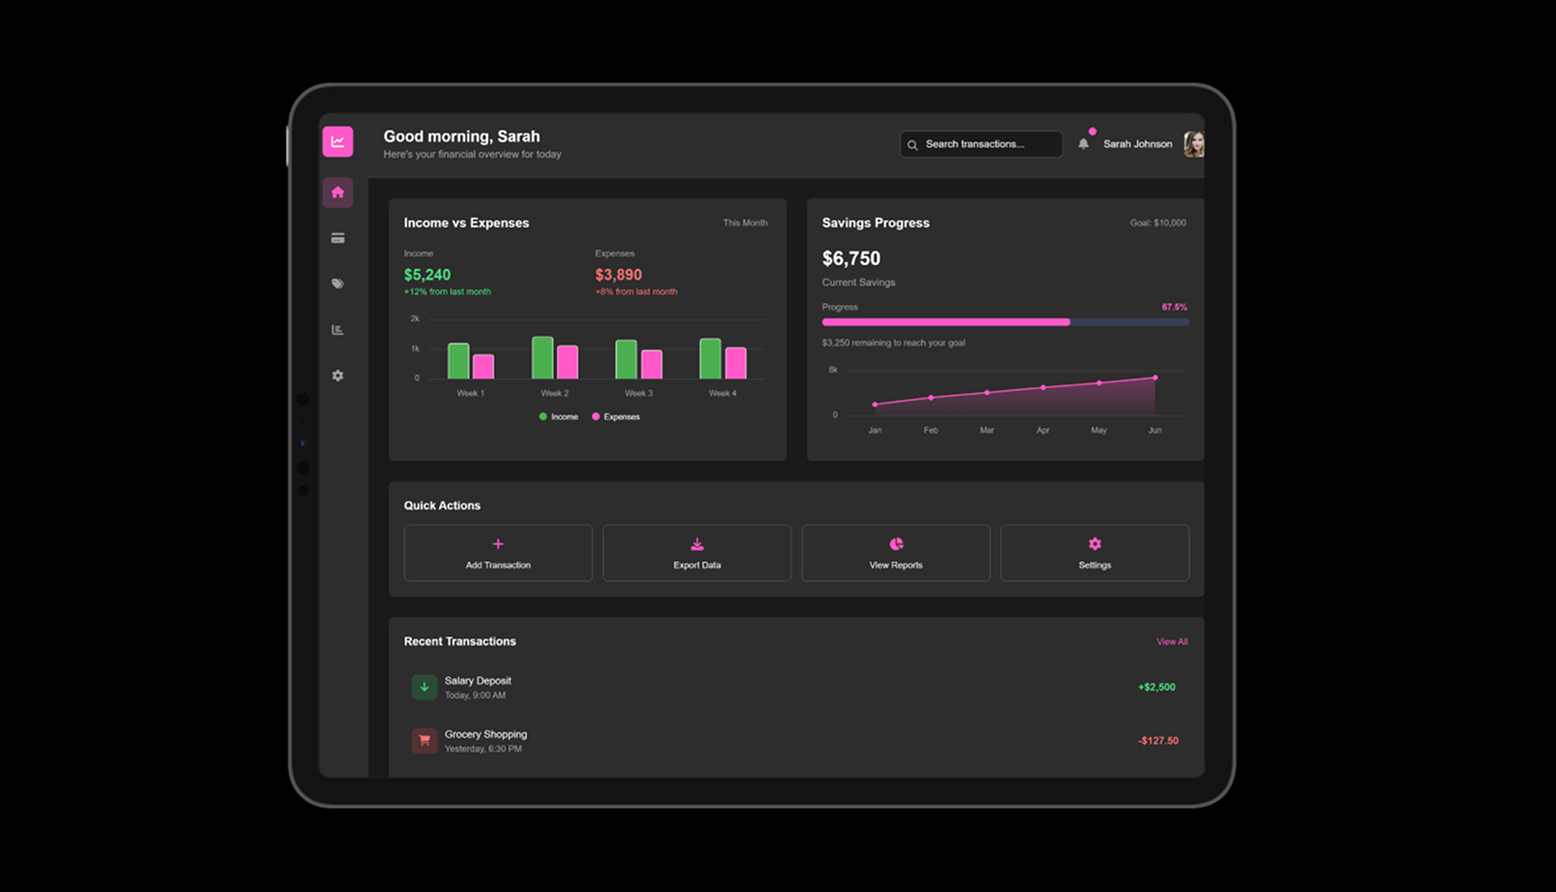 Good morning, Sarah
Here's your financial overview for today
Search transactions...
Sarah Johnson
Income vs Expenses
This Month
Income
$5,240
+12% from last month
Expenses
$3,890
+8% from last month
2k
1k
0
Week 1
Week 2
Week 3
Week 4
Income
Expenses
Savings Progress
Goal: $10,000
$6,750
Current Savings
Progress
67.5%
$3,250 remaining to reach your goal
8k
0
Jan
Feb
Mar
Apr
May
Jun
Quick Actions
Add Transaction
Export Data
View Reports
Settings
Recent Transactions
View All
Salary Deposit
Today, 9:00 AM
+$2,500
Grocery Shopping
Yesterday, 6:30 PM
-$127.50